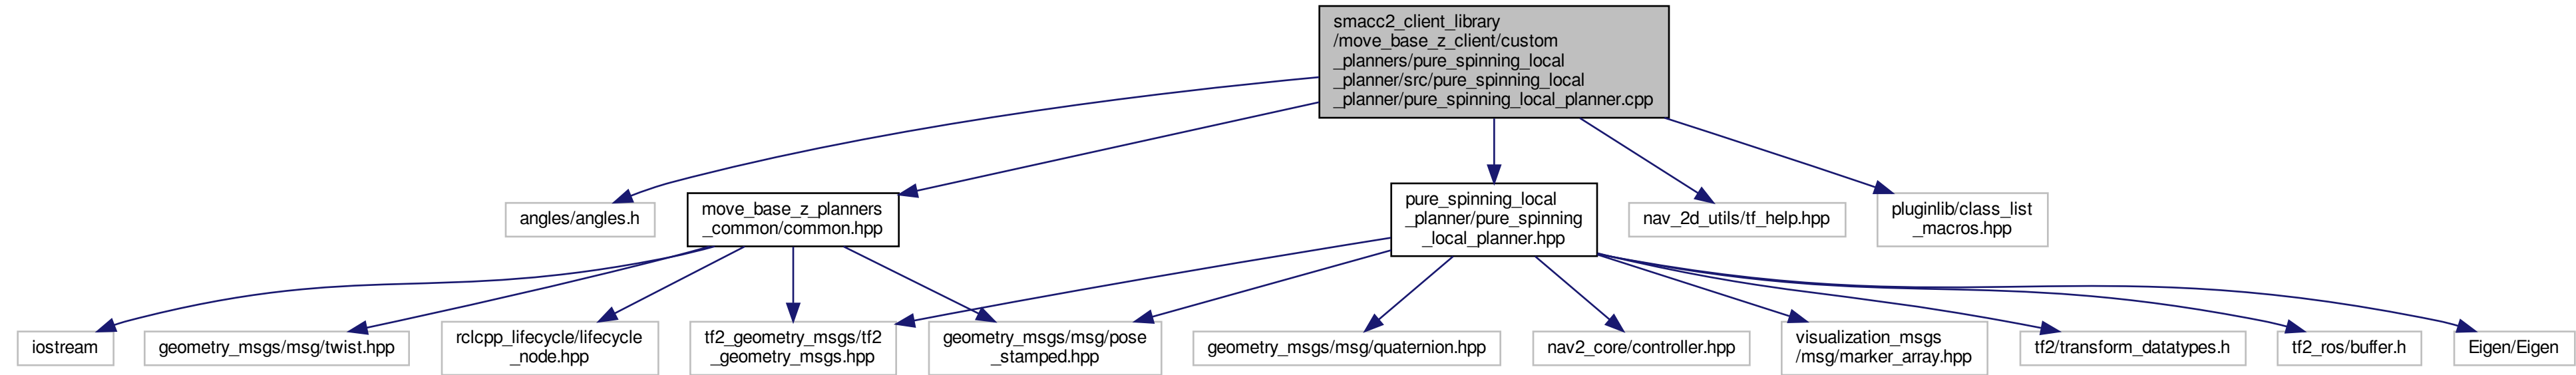 smacc2_client_library
/move_base_z_client/custom
_planners/pure_spinning_local
_planner/src/pure_spinning_local
_planner/pure_spinning_local_planner.cpp
angles/angles.h
move_base_z_planners
_common/common.hpp
pure_spinning_local
_planner/pure_spinning
_local_planner.hpp
nav_2d_utils/tf_help.hpp
pluginlib/class_list
_macros.hpp
iostream
geometry_msgs/msg/twist.hpp
rclcpp_lifecycle/lifecycle
_node.hpp
tf2_geometry_msgs/tf2
_geometry_msgs.hpp
geometry_msgs/msg/pose
_stamped.hpp
geometry_msgs/msg/quaternion.hpp
nav2_core/controller.hpp
visualization_msgs
/msg/marker_array.hpp
tf2/transform_datatypes.h
tf2_ros/buffer.h
Eigen/Eigen